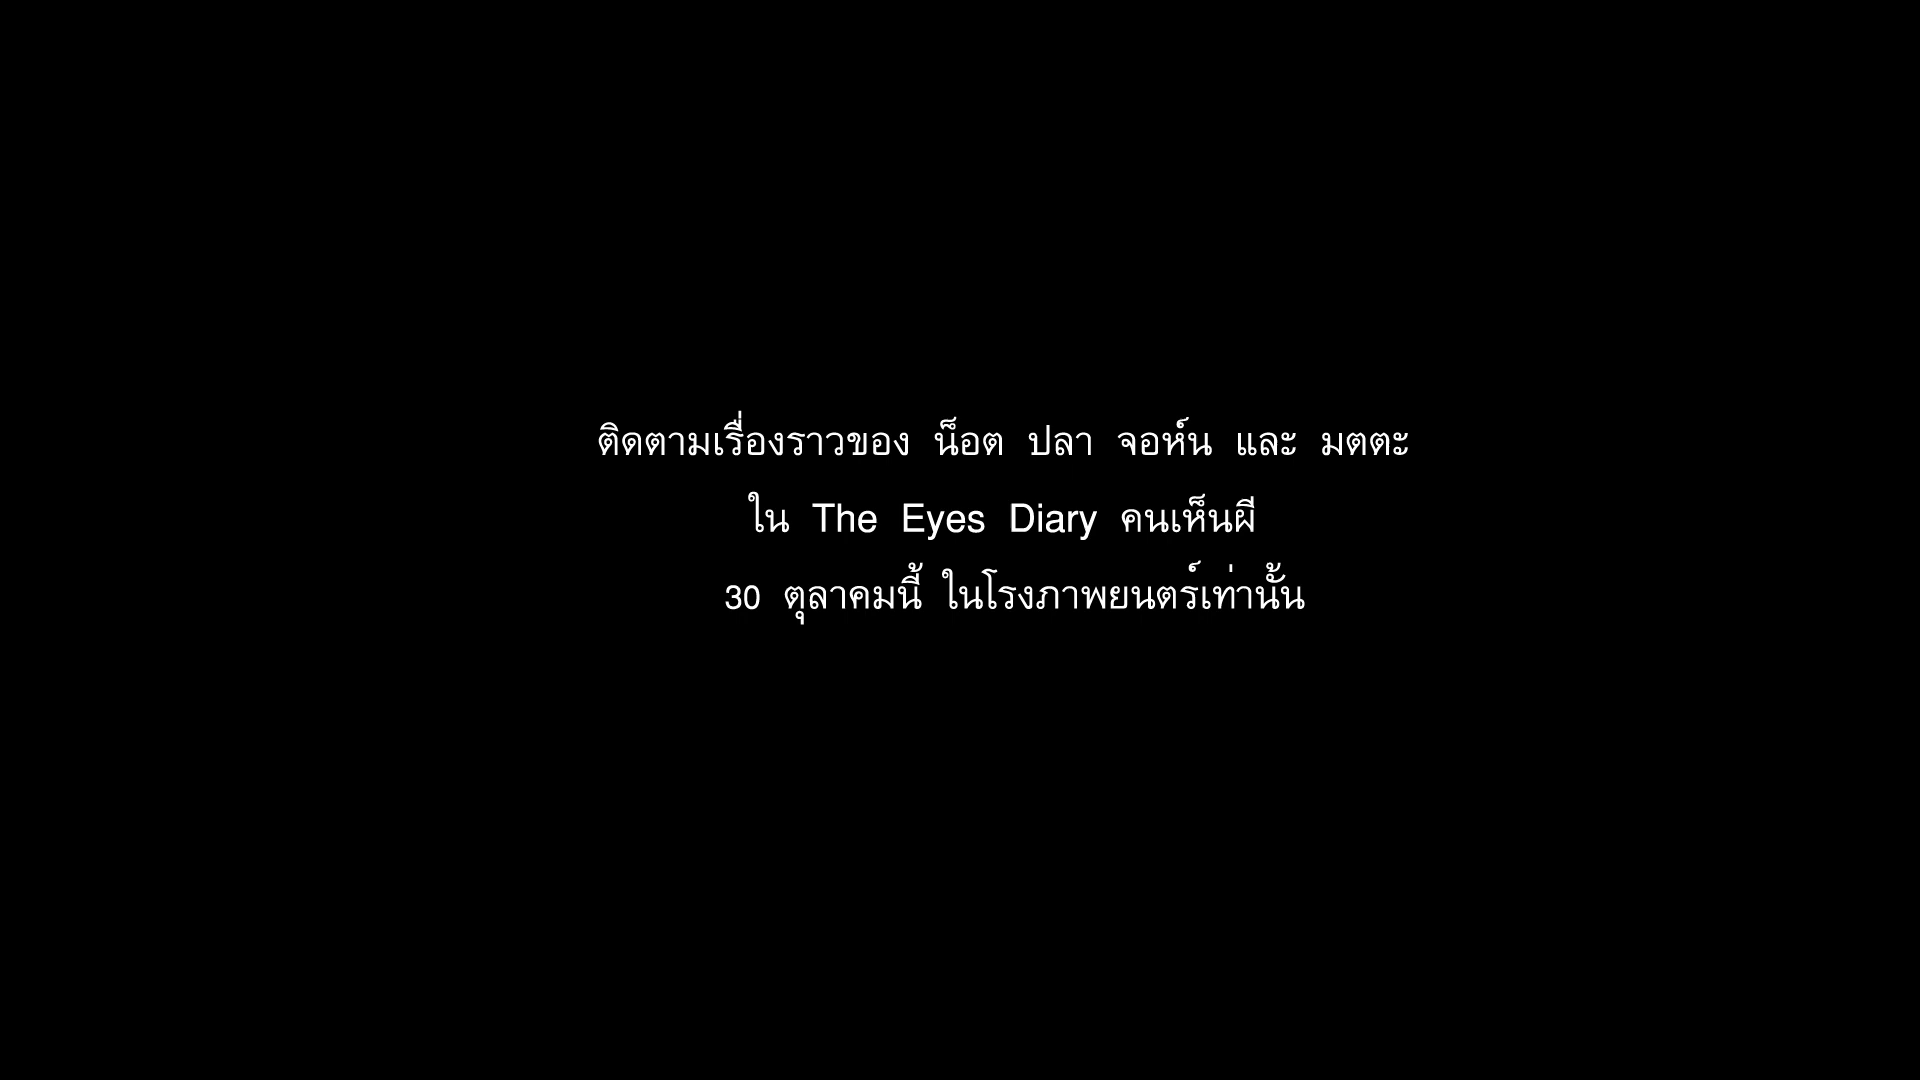 ติดตามเรื่องราวของ น็อต ปลา จอห์น และ มตตะ
ใน The Eyes Diary คนเห็นผี
30 ตุลาคมนี้ ในโรงภาพยนตร์เท่านั้น